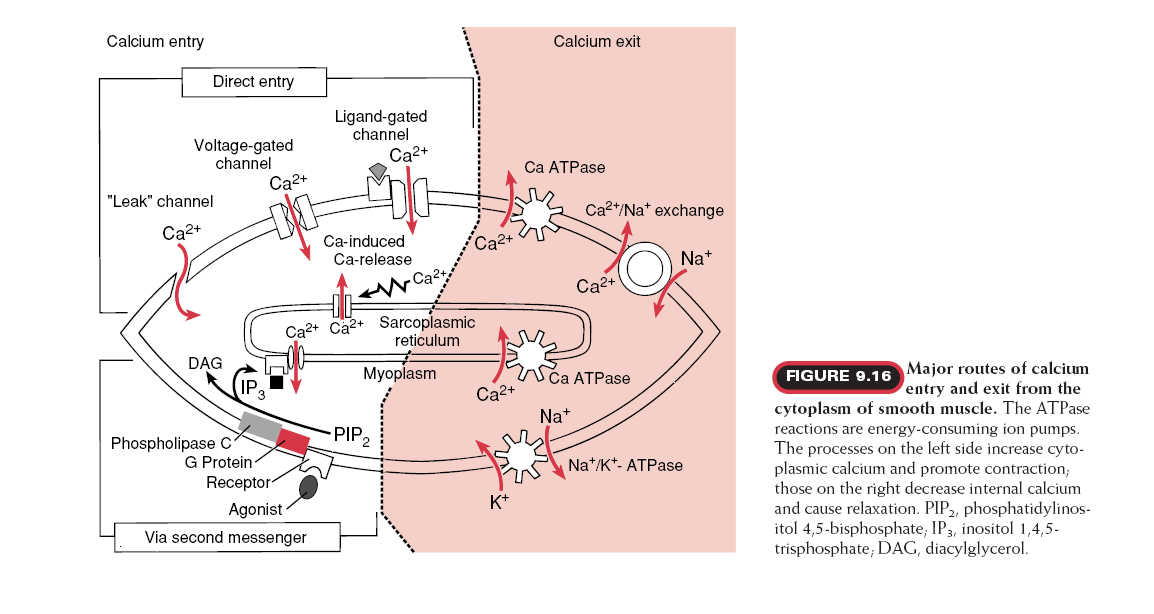 Calcium entry
Calcium exit
Direct entry
Ligand-gated
channel
Ca²⁺
Voltage-gated
channel
Ca²⁺
"Leak" channel
Ca²⁺
Ca ATPase
Ca²⁺
Ca²⁺/Na⁺ exchange
Ca²⁺
Na⁺
Ca-induced
Ca-release
Ca²⁺
Ca²⁺
Ca²⁺
Sarcoplasmic
reticulum
Myoplasm
Ca ATPase
Ca²⁺
DAG
IP₃
PIP₂
Phospholipase C
G Protein
Receptor
Agonist
Na⁺
Na⁺/K⁺- ATPase
K⁺
Via second messenger
FIGURE 9.16 Major routes of calcium
entry and exit from the
cytoplasm of smooth muscle. The ATPase
reactions are energy-consuming ion pumps.
The processes on the left side increase cyto-
plasmic calcium and promote contraction;
those on the right decrease internal calcium
and cause relaxation. PIP₂, phosphatidylinos-
itol 4,5-bisphosphate; IP₃, inositol 1,4,5-
trisphosphate; DAG, diacylglycerol.